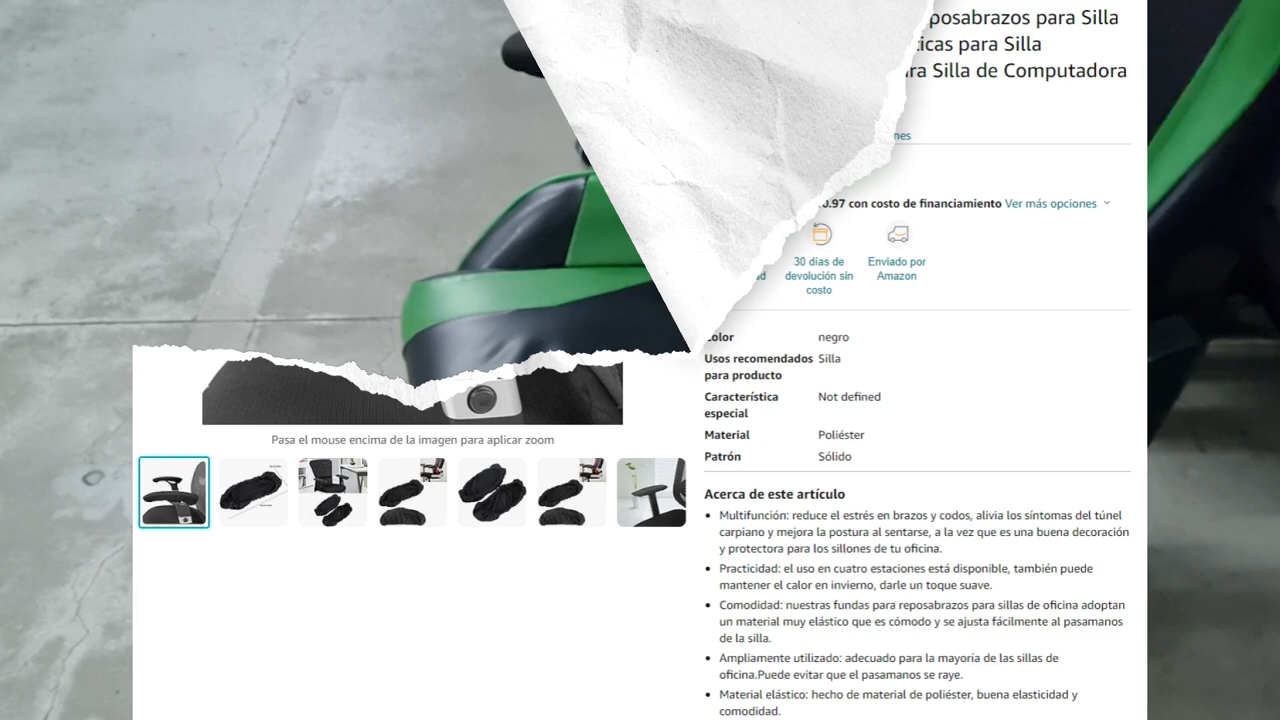 para Silla
para Silla
Silla de Computadora
con costo de financiamiento Ver más opciones
30 días de
devolución sin
costo
Enviado por
Amazon
negro
Usos recomendados
para producto
Silla
Característica
especial
Not defined
Material
Poliéster
Patrón
Sólido
Pasa el mouse encima de la imagen para aplicar zoom
Acerca de este artículo
• Multifunción: reduce el estrés en brazos y codos, alivia los síntomas del túnel
carpiano y mejora la postura al sentarse, a la vez que es una buena decoración
y protectora para los sillones de tu oficina.
• Practicidad: el uso en cuatro estaciones está disponible, también puede
mantener el calor en invierno, darle un toque suave.
• Comodidad: nuestras fundas para reposabrazos para sillas de oficina adoptan
un material muy elástico que es cómodo y se ajusta fácilmente al pasamanos
de la silla.
• Ampliamente utilizado: adecuado para la mayoría de las sillas de
oficina.Puede evitar que el pasamanos se raye.
• Material elástico: hecho de material de poliéster, buena elasticidad y
comodidad.